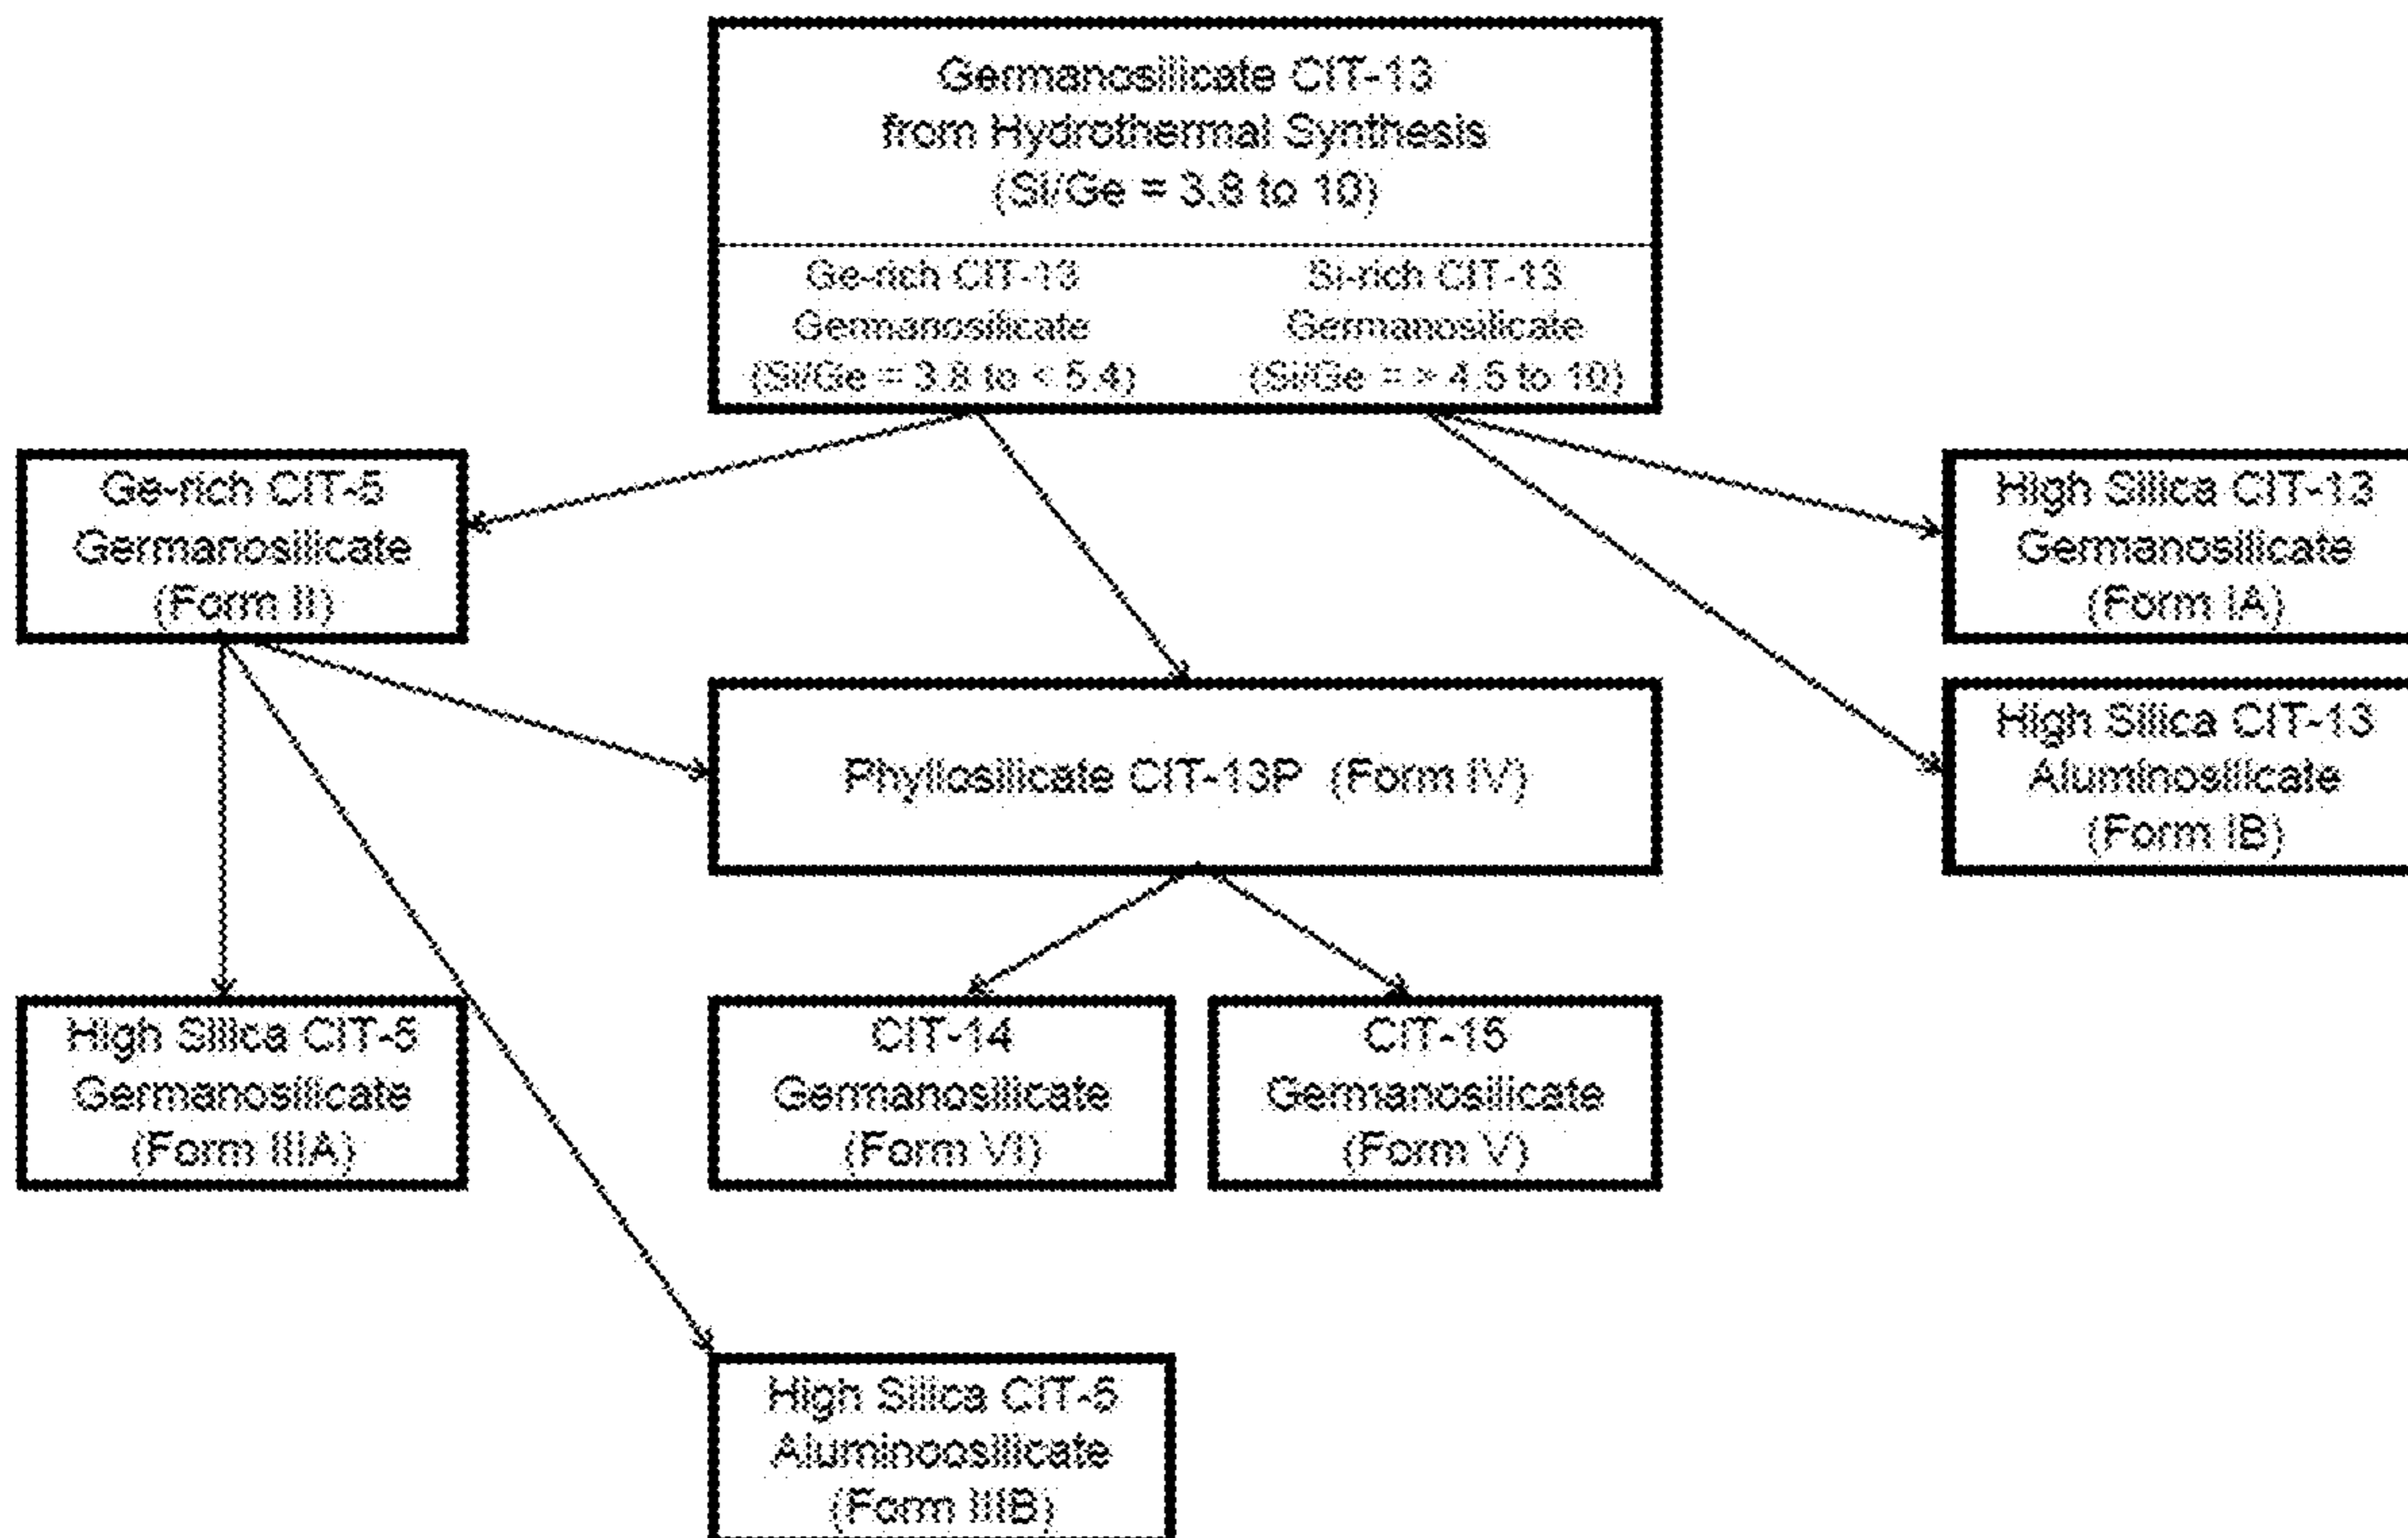 Germanosilicate CIT-13
from Hydrothermal Synthesis
(Si/Ge = 3.8 to 10)
Ge-rich CIT-13
Germanosilicate
(Si/Ge = 3.8 to < 5.4)
Si-rich CIT-13
Germanosilicate
(Si/Ge = > 4.5 to 10)
Ge-rich CIT-5
Germanosilicate
(Form II)
High Silica CIT-13
Germanosilicate
(Form IA)
Phyllosilicate CIT-13P (Form IV)
High Silica CIT-13
Aluminosilicate
(Form IB)
High Silica CIT-5
Germanosilicate
(Form IIIA)
CIT-14
Germanosilicate
(Form VI)
CIT-15
Germanosilicate
(Form V)
High Silica CIT-5
Aluminoosilicate
(Form IIIB)